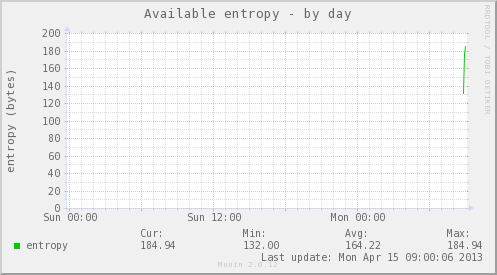 Available entropy - by day
RRDTOOL / TOBI OETIKER
entropy (bytes)
200
180
160
140
120
100
80
60
40
20
0
Sun 00:00 Sun 12:00 Mon 00:00
Cur: Min: Avg: Max:
entropy 184.94 132.00 164.22 184.94
Last update: Mon Apr 15 09:00:06 2013
Munin 2.0.12